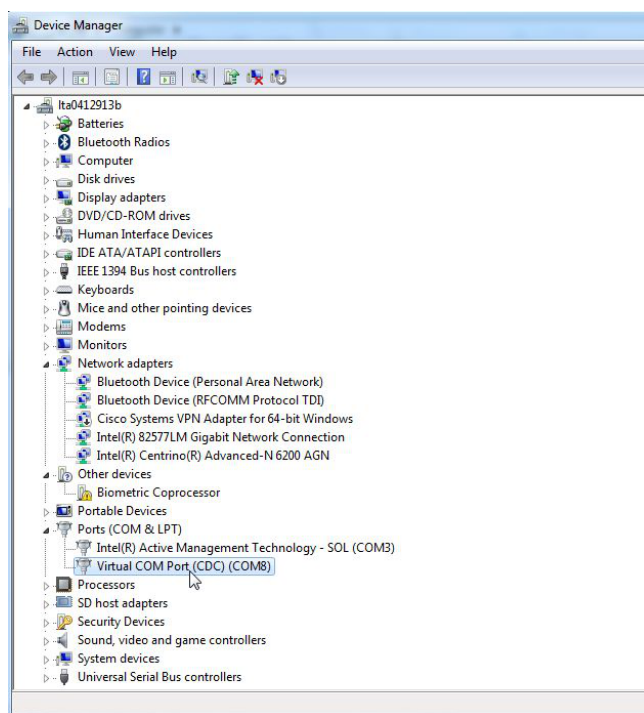 Device Manager
File Action View Help
lta0412913b
Batteries
Bluetooth Radios
Computer
Disk drives
Display adapters
DVD/CD-ROM drives
Human Interface Devices
IDE ATA/ATAPI controllers
IEEE 1394 Bus host controllers
Keyboards
Mice and other pointing devices
Modems
Monitors
Network adapters
Bluetooth Device (Personal Area Network)
Bluetooth Device (RFCOMM Protocol TDI)
Cisco Systems VPN Adapter for 64-bit Windows
Intel(R) 82577LM Gigabit Network Connection
Intel(R) Centrino(R) Advanced-N 6200 AGN
Other devices
Biometric Coprocessor
Portable Devices
Ports (COM & LPT)
Intel(R) Active Management Technology - SOL (COM3)
Virtual COM Port (CDC) (COM8)
Processors
SD host adapters
Security Devices
Sound, video and game controllers
System devices
Universal Serial Bus controllers